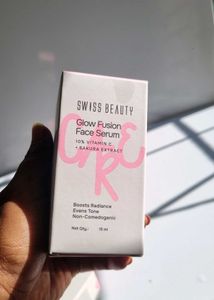 SWISS BEAUTY
Glow Fusion
Face Serum
10% VITAMIN C
+ SAKURA EXTRACT
CARE
Boosts Radiance
Evens Tone
Non-Comedogenic
Net Qty.: 15 ml